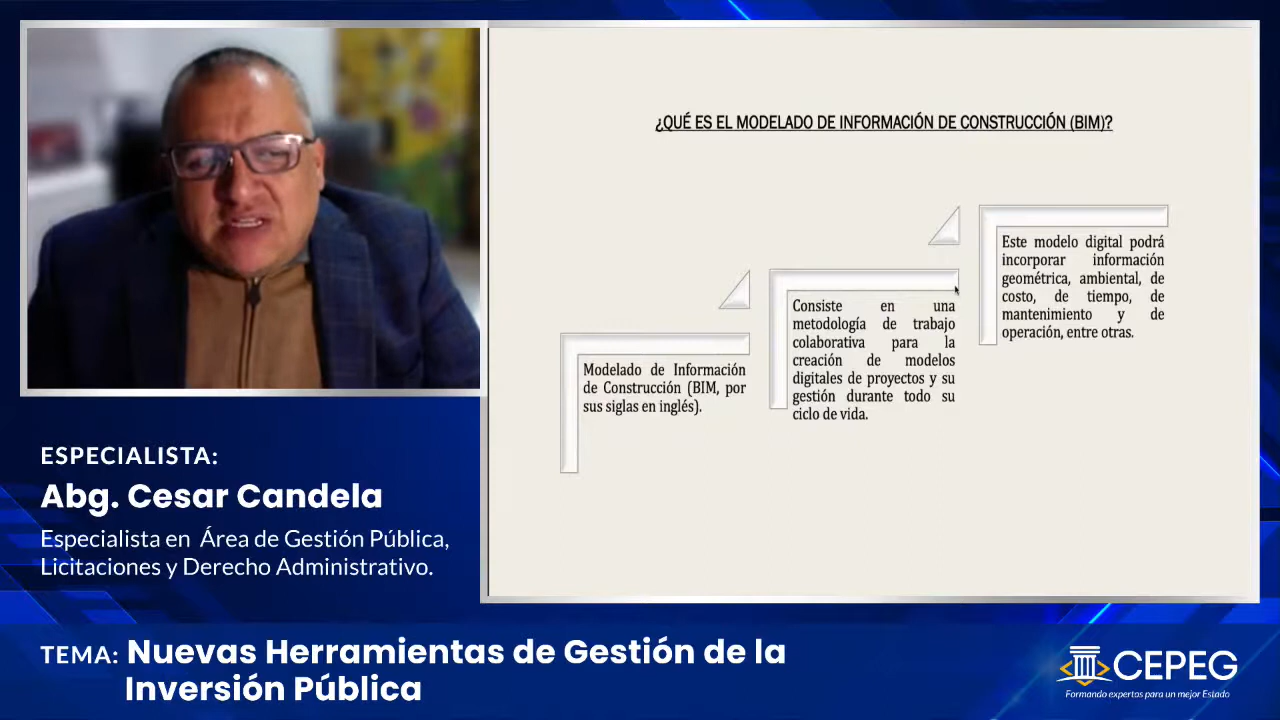 ¿QUÉ ES EL MODELADO DE INFORMACIÓN DE CONSTRUCCIÓN (BIM)?
Modelado de Información
de Construcción (BIM, por
sus siglas en inglés).
Consiste en una
metodología de trabajo
colaborativa para la
creación de modelos
digitales de proyectos y su
gestión durante todo su
ciclo de vida.
Este modelo digital podrá
incorporar información
geométrica, ambiental, de
costo, de tiempo, de
mantenimiento y de
operación, entre otras.
ESPECIALISTA:
Abg. Cesar Candela
Especialista en Área de Gestión Pública,
Licitaciones y Derecho Administrativo.
TEMA: Nuevas Herramientas de Gestión de la
Inversión Pública
CEPEG
Formando expertos para un mejor Estado